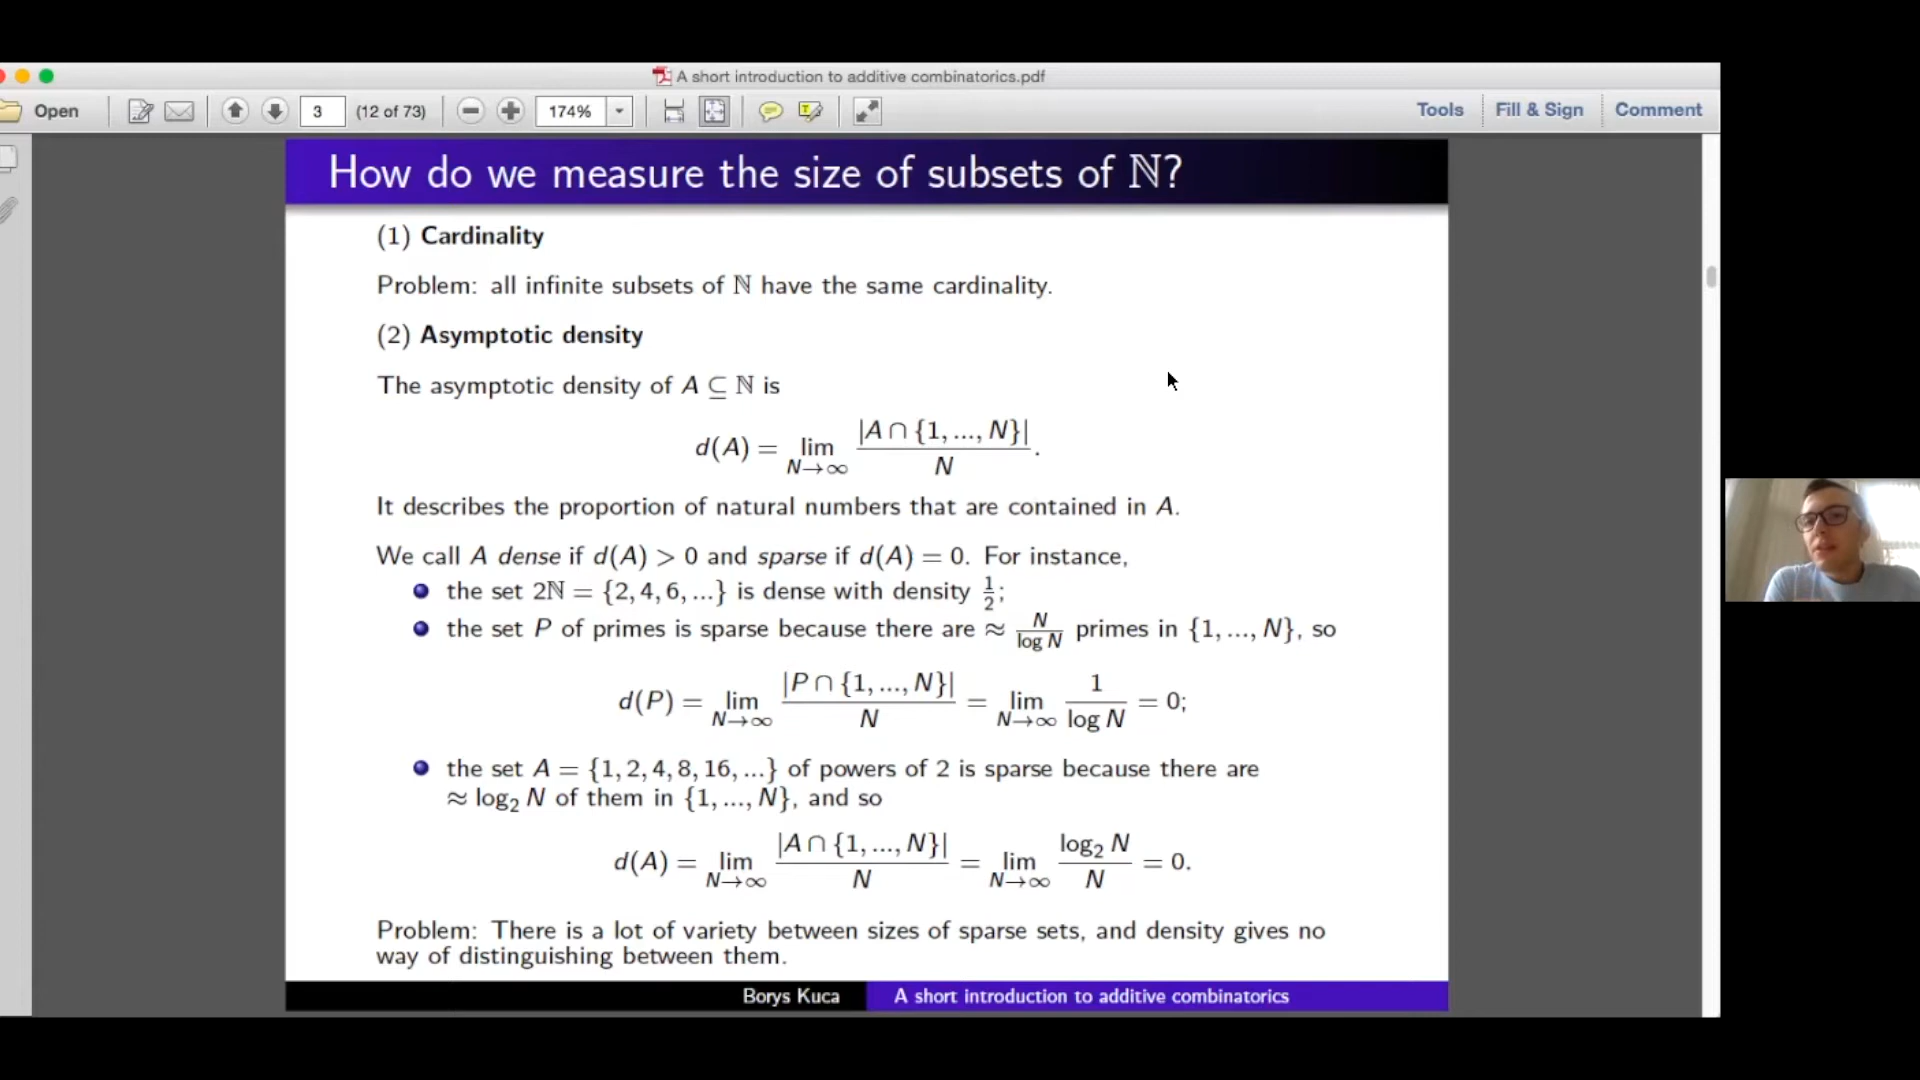 A short introduction to additive combinatorics.pdf
Open
3
(12 of 73)
174%
Tools
Fill & Sign
Comment
How do we measure the size of subsets of ℕ?
(1) Cardinality
Problem: all infinite subsets of ℕ have the same cardinality.
(2) Asymptotic density
The asymptotic density of A ⊆ ℕ is
d(A) = lim_{N→∞} |A ∩ {1, ..., N}| / N.
It describes the proportion of natural numbers that are contained in A.
We call A dense if d(A) > 0 and sparse if d(A) = 0. For instance,
the set 2ℕ = {2, 4, 6, ...} is dense with density 1/2;
the set P of primes is sparse because there are ≈ N/log N primes in {1, ..., N}, so
d(P) = lim_{N→∞} |P ∩ {1, ..., N}| / N = lim_{N→∞} 1 / log N = 0;
the set A = {1, 2, 4, 8, 16, ...} of powers of 2 is sparse because there are
≈ log₂ N of them in {1, ..., N}, and so
d(A) = lim_{N→∞} |A ∩ {1, ..., N}| / N = lim_{N→∞} log₂ N / N = 0.
Problem: There is a lot of variety between sizes of sparse sets, and density gives no
way of distinguishing between them.
Borys Kuca
A short introduction to additive combinatorics